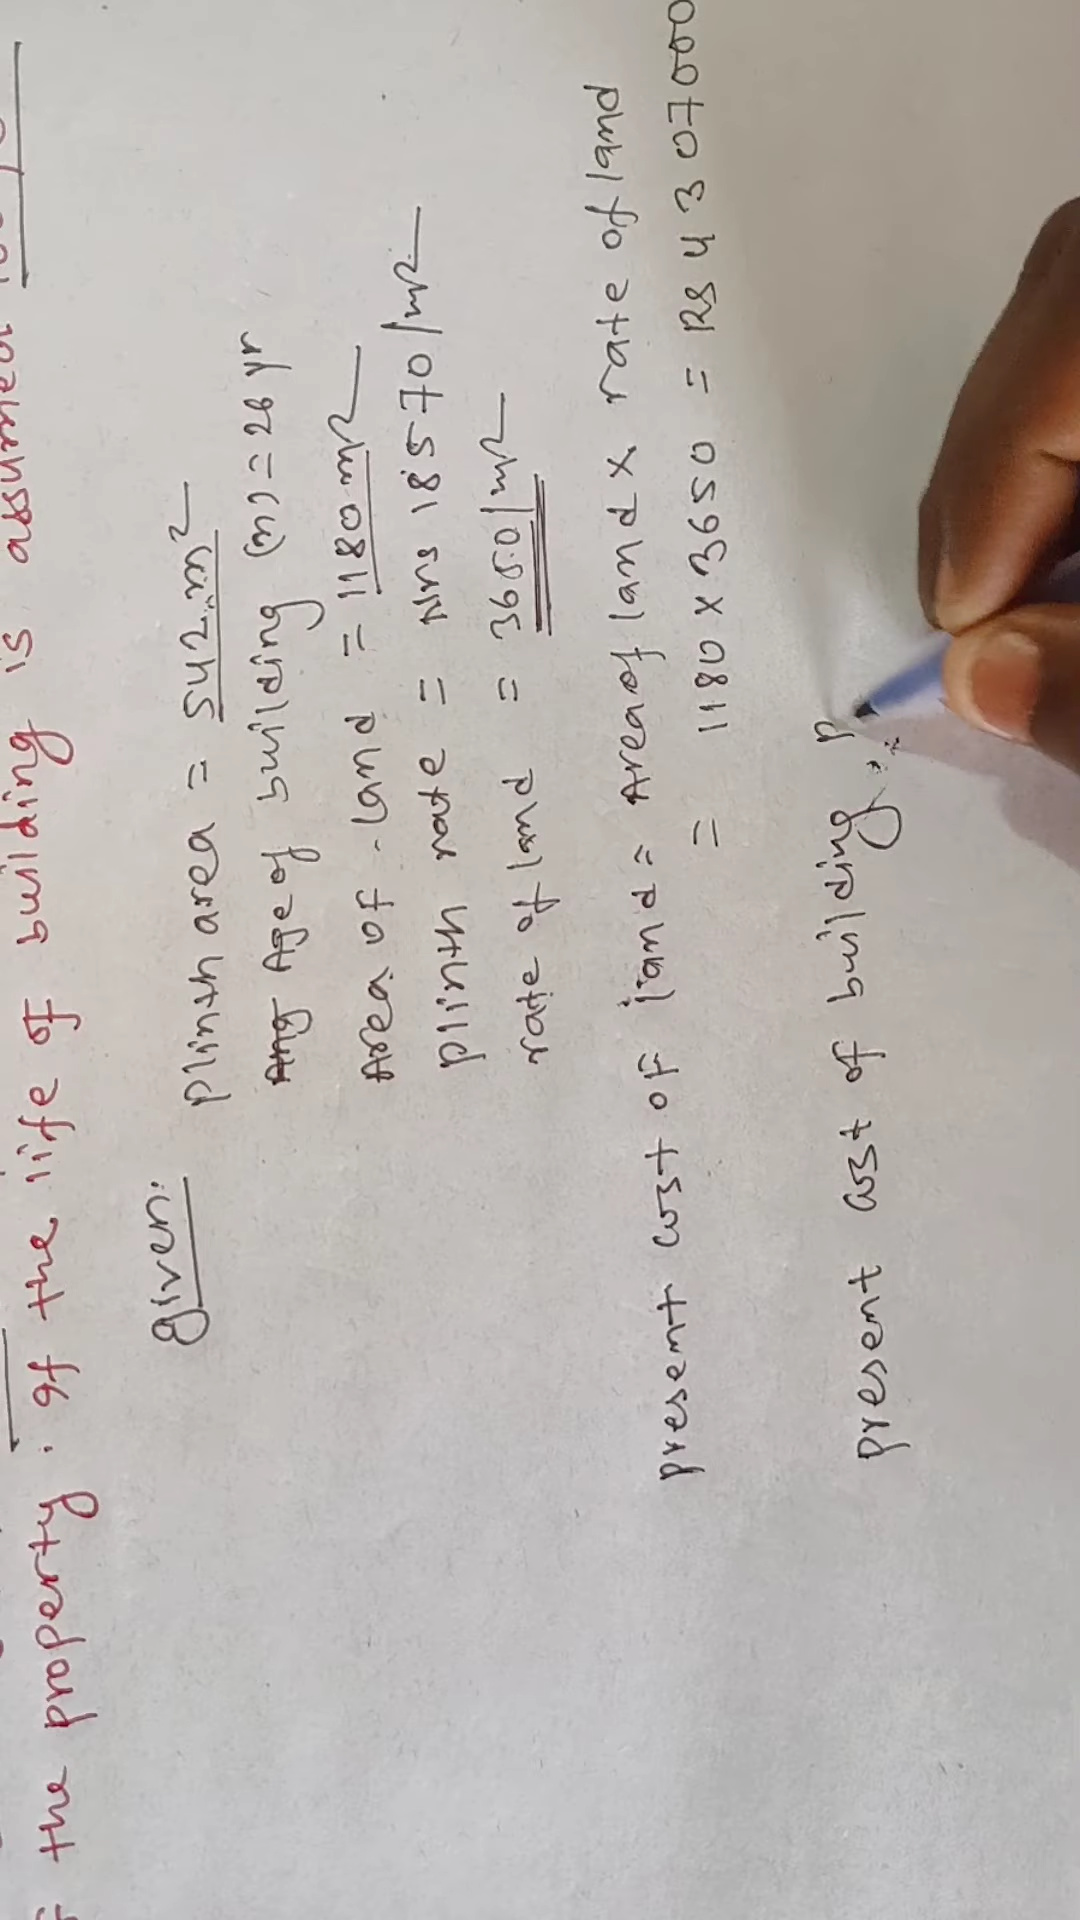 the property. If the life of building is assumed
Given:
Plinth area = 542 m²
Age of building (n) = 26 yr
Area of land = 1180 m²
Plinth rate = NRs 18570/m²
rate of land = 3650/m²
Present cost of land = Area of land x rate of land
= 1180 x 3650 = Rs 4307000
Present cost of building = P